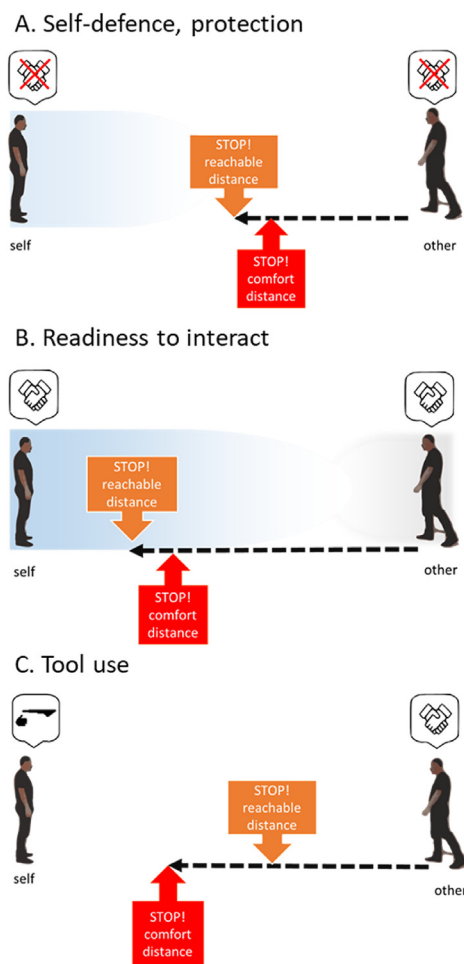 A. Self-defence, protection
STOP!
reachable
distance
self
other
STOP!
comfort
distance
B. Readiness to interact
STOP!
reachable
distance
self
other
STOP!
comfort
distance
C. Tool use
STOP!
reachable
distance
self
other
STOP!
comfort
distance